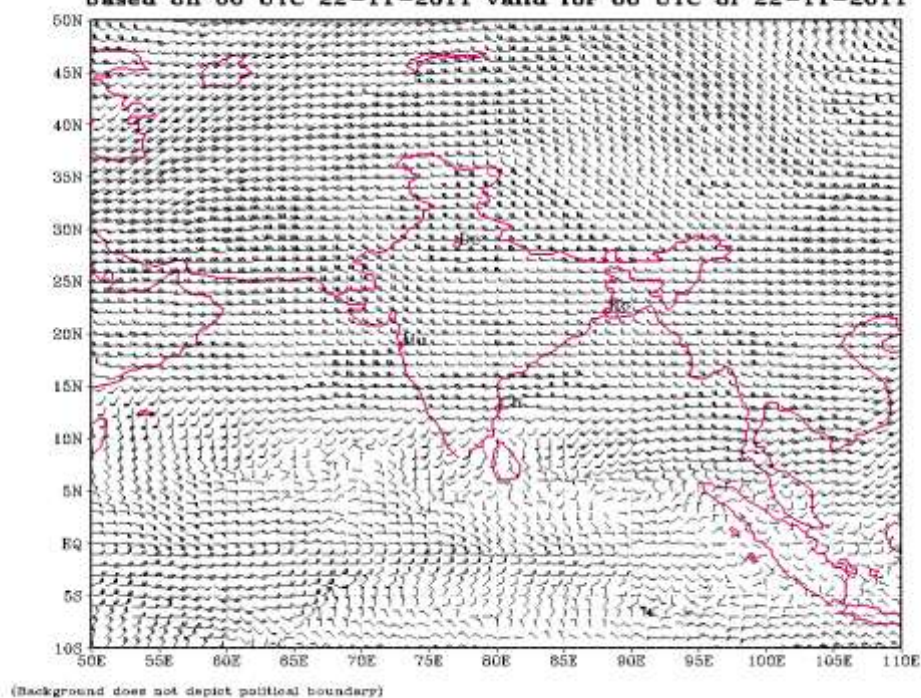 based on 00 UTC 22-11-2011 valid for 00 UTC of 22-11-2011
50N
45N
40N
35N
30N
25N
20N
15N
10N
5N
EQ
5S
10S
50E 55E 60E 65E 70E 75E 80E 85E 90E 95E 100E 105E 110E
(Background does not depict political boundary)